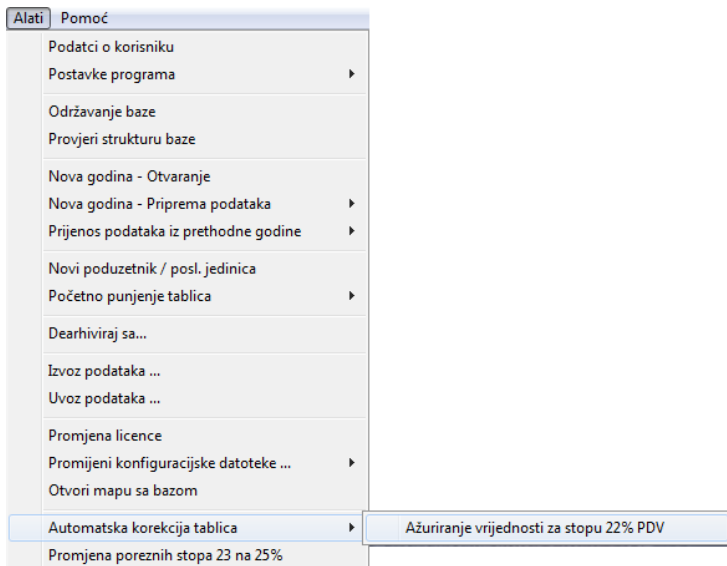 Alati Pomoć
Podatci o korisniku
Postavke programa
Održavanje baze
Provjeri strukturu baze
Nova godina - Otvaranje
Nova godina - Priprema podataka
Prijenos podataka iz prethodne godine
Novi poduzetnik / posl. jedinica
Početno punjenje tablica
Dearhiviraj sa...
Izvoz podataka ...
Uvoz podataka ...
Promjena licence
Promijeni konfiguracijske datoteke ...
Otvori mapu sa bazom
Automatska korekcija tablica
Ažuriranje vrijednosti za stopu 22% PDV
Promjena poreznih stopa 23 na 25%